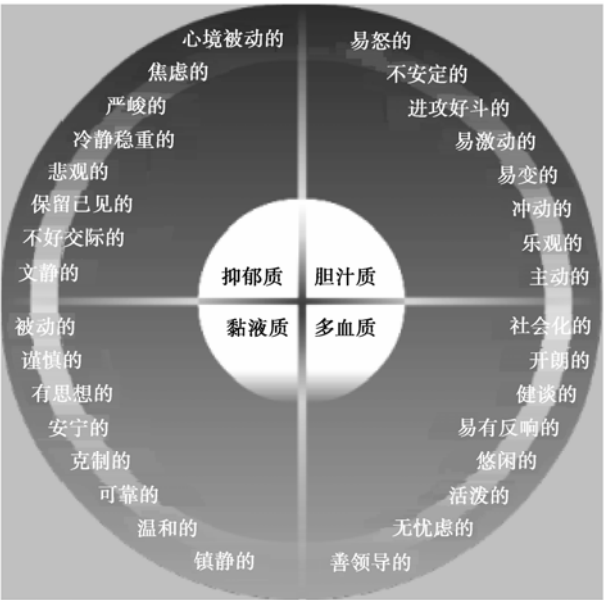 心境被动的
易怒的
焦虑的
不安定的
严峻的
进攻好斗的
冷静稳重的
易激动的
悲观的
易变的
保留己见的
冲动的
不好交际的
乐观的
文静的
主动的
抑郁质
胆汁质
黏液质
多血质
被动的
社会化的
谨慎的
开朗的
有思想的
健谈的
安宁的
易有反响的
克制的
悠闲的
可靠的
活泼的
温和的
无忧虑的
镇静的
善领导的